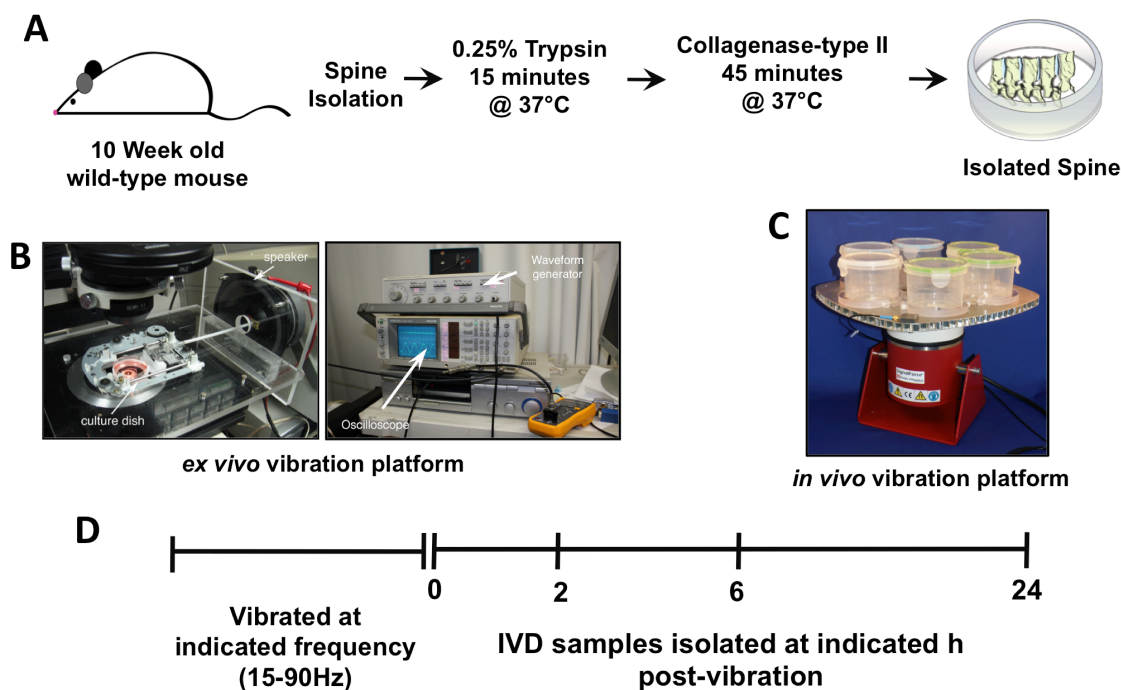 A
Spine
Isolation
0.25% Trypsin
15 minutes
@ 37°C
Collagenase-type II
45 minutes
@ 37°C
10 Week old
wild-type mouse
Isolated Spine
B
speaker
culture dish
Waveform
generator
Oscilloscope
ex vivo vibration platform
C
in vivo vibration platform
D
0
2
6
24
Vibrated at
indicated frequency
(15-90Hz)
IVD samples isolated at indicated h
post-vibration